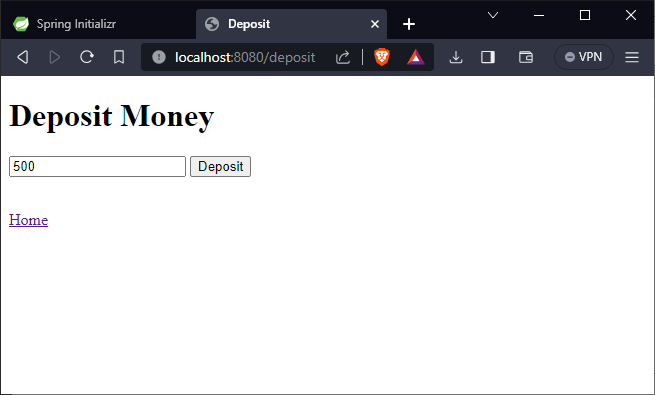 Spring Initializr
Deposit
localhost:8080/deposit
VPN
Deposit Money
500
Deposit
Home